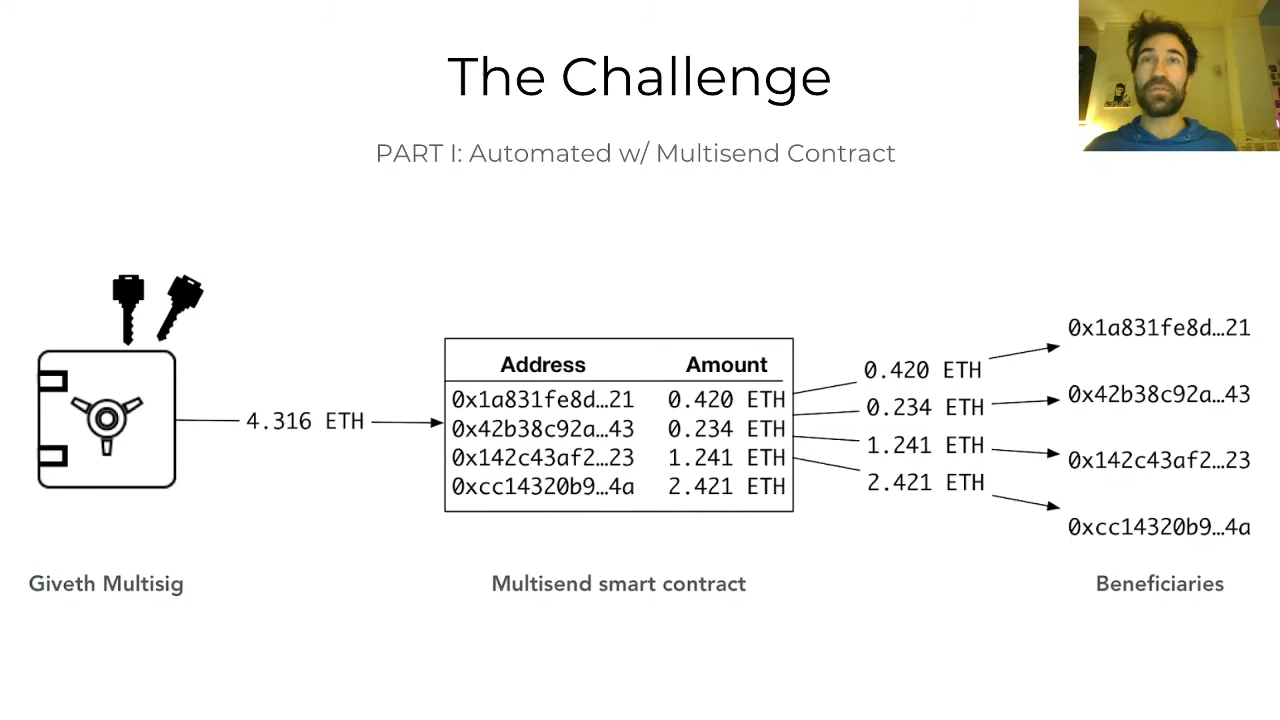 The Challenge
PART I: Automated w/ Multisend Contract
4.316 ETH
Address Amount
0x1a831fe8d…21 0.420 ETH
0x42b38c92a…43 0.234 ETH
0x142c43af2…23 1.241 ETH
0xcc14320b9…4a 2.421 ETH
0.420 ETH
0.234 ETH
1.241 ETH
2.421 ETH
0x1a831fe8d…21
0x42b38c92a…43
0x142c43af2…23
0xcc14320b9…4a
Giveth Multisig
Multisend smart contract
Beneficiaries